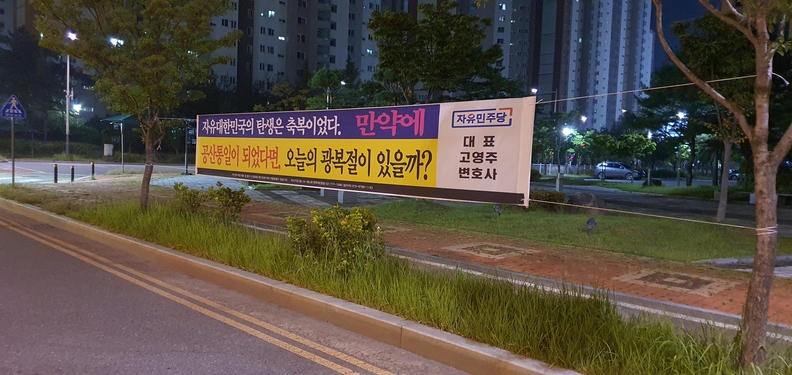 자유대한민국의 탄생은 축복이었다. 만약에
공산통일이 되었다면, 오늘의 광복절이 있을까?
자유민주당
대 표
고영주
변호사